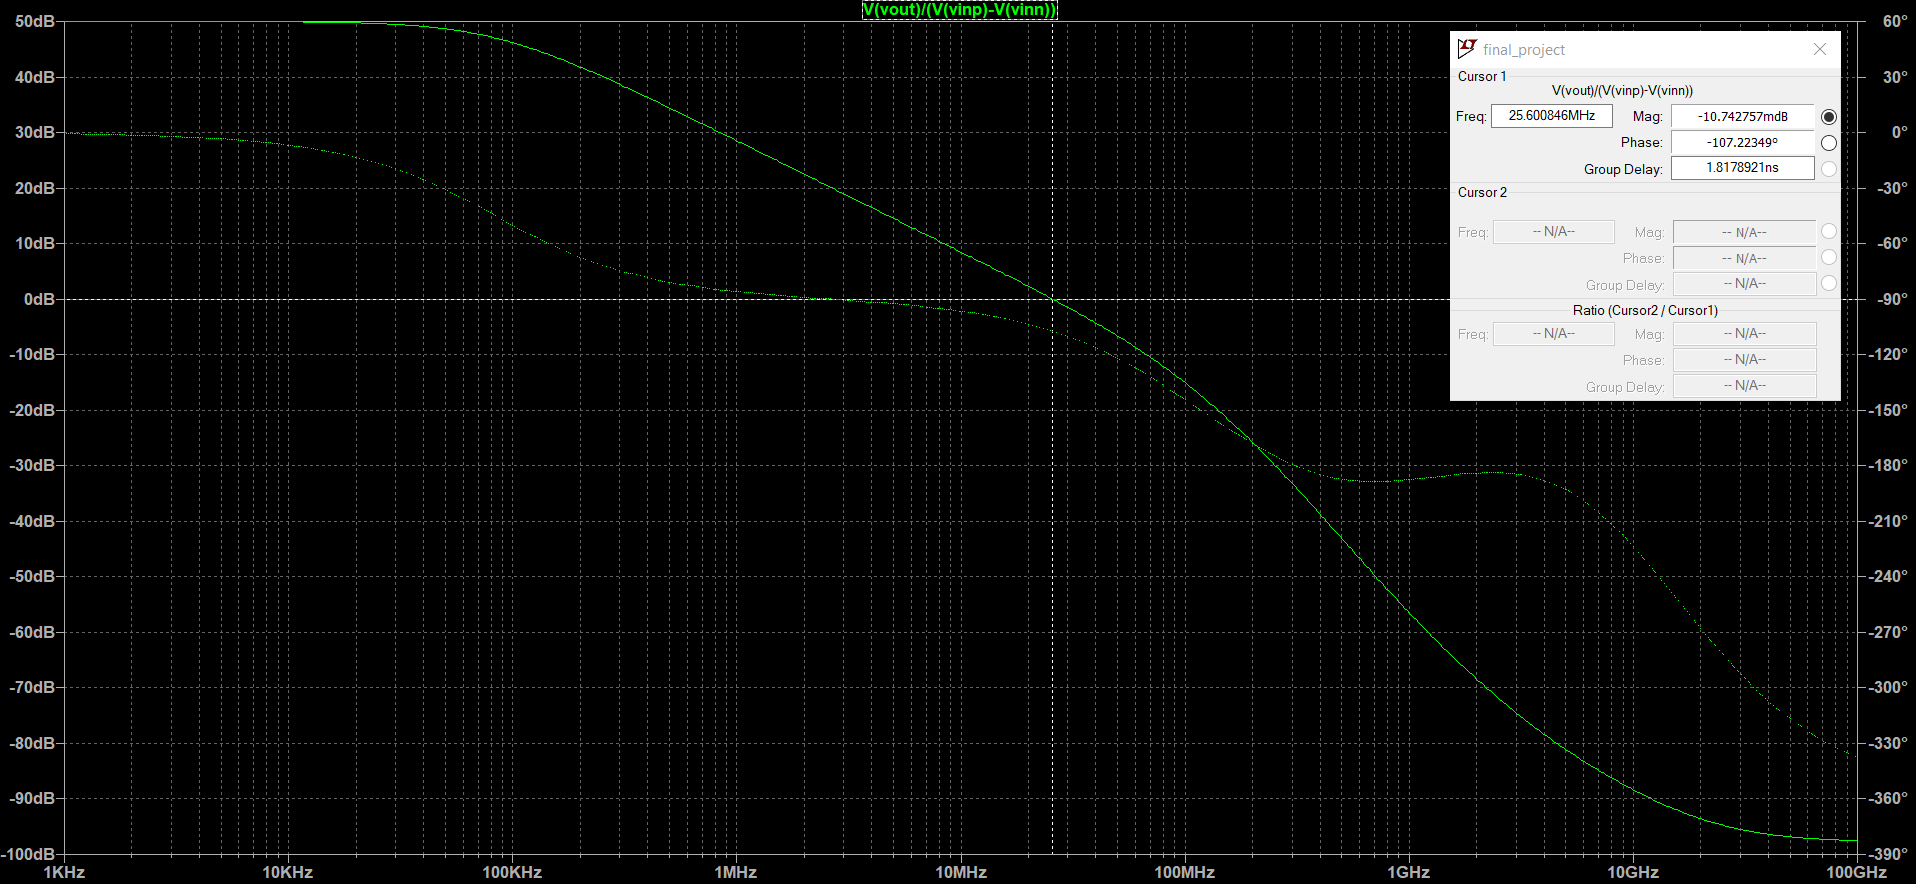 V(vout)/(V(vinp)-V(vinn))
50dB
40dB
30dB
20dB
10dB
0dB
-10dB
-20dB
-30dB
-40dB
-50dB
-60dB
-70dB
-80dB
-90dB
-100dB
60°
30°
0°
-30°
-60°
-90°
-120°
-150°
-180°
-210°
-240°
-270°
-300°
-330°
-360°
-390°
1KHz 10KHz 100KHz 1MHz 10MHz 100MHz 1GHz 10GHz 100GHz
final_project
Cursor 1
V(vout)/(V(vinp)-V(vinn))
Freq: 25.600846MHz Mag: -10.742757mdB
Phase: -107.22349°
Group Delay: 1.8178921ns
Cursor 2
Freq: -- N/A-- Mag: -- N/A--
Phase: -- N/A--
Group Delay: -- N/A--
Ratio (Cursor2 / Cursor1)
Freq: -- N/A-- Mag: -- N/A--
Phase: -- N/A--
Group Delay: -- N/A--